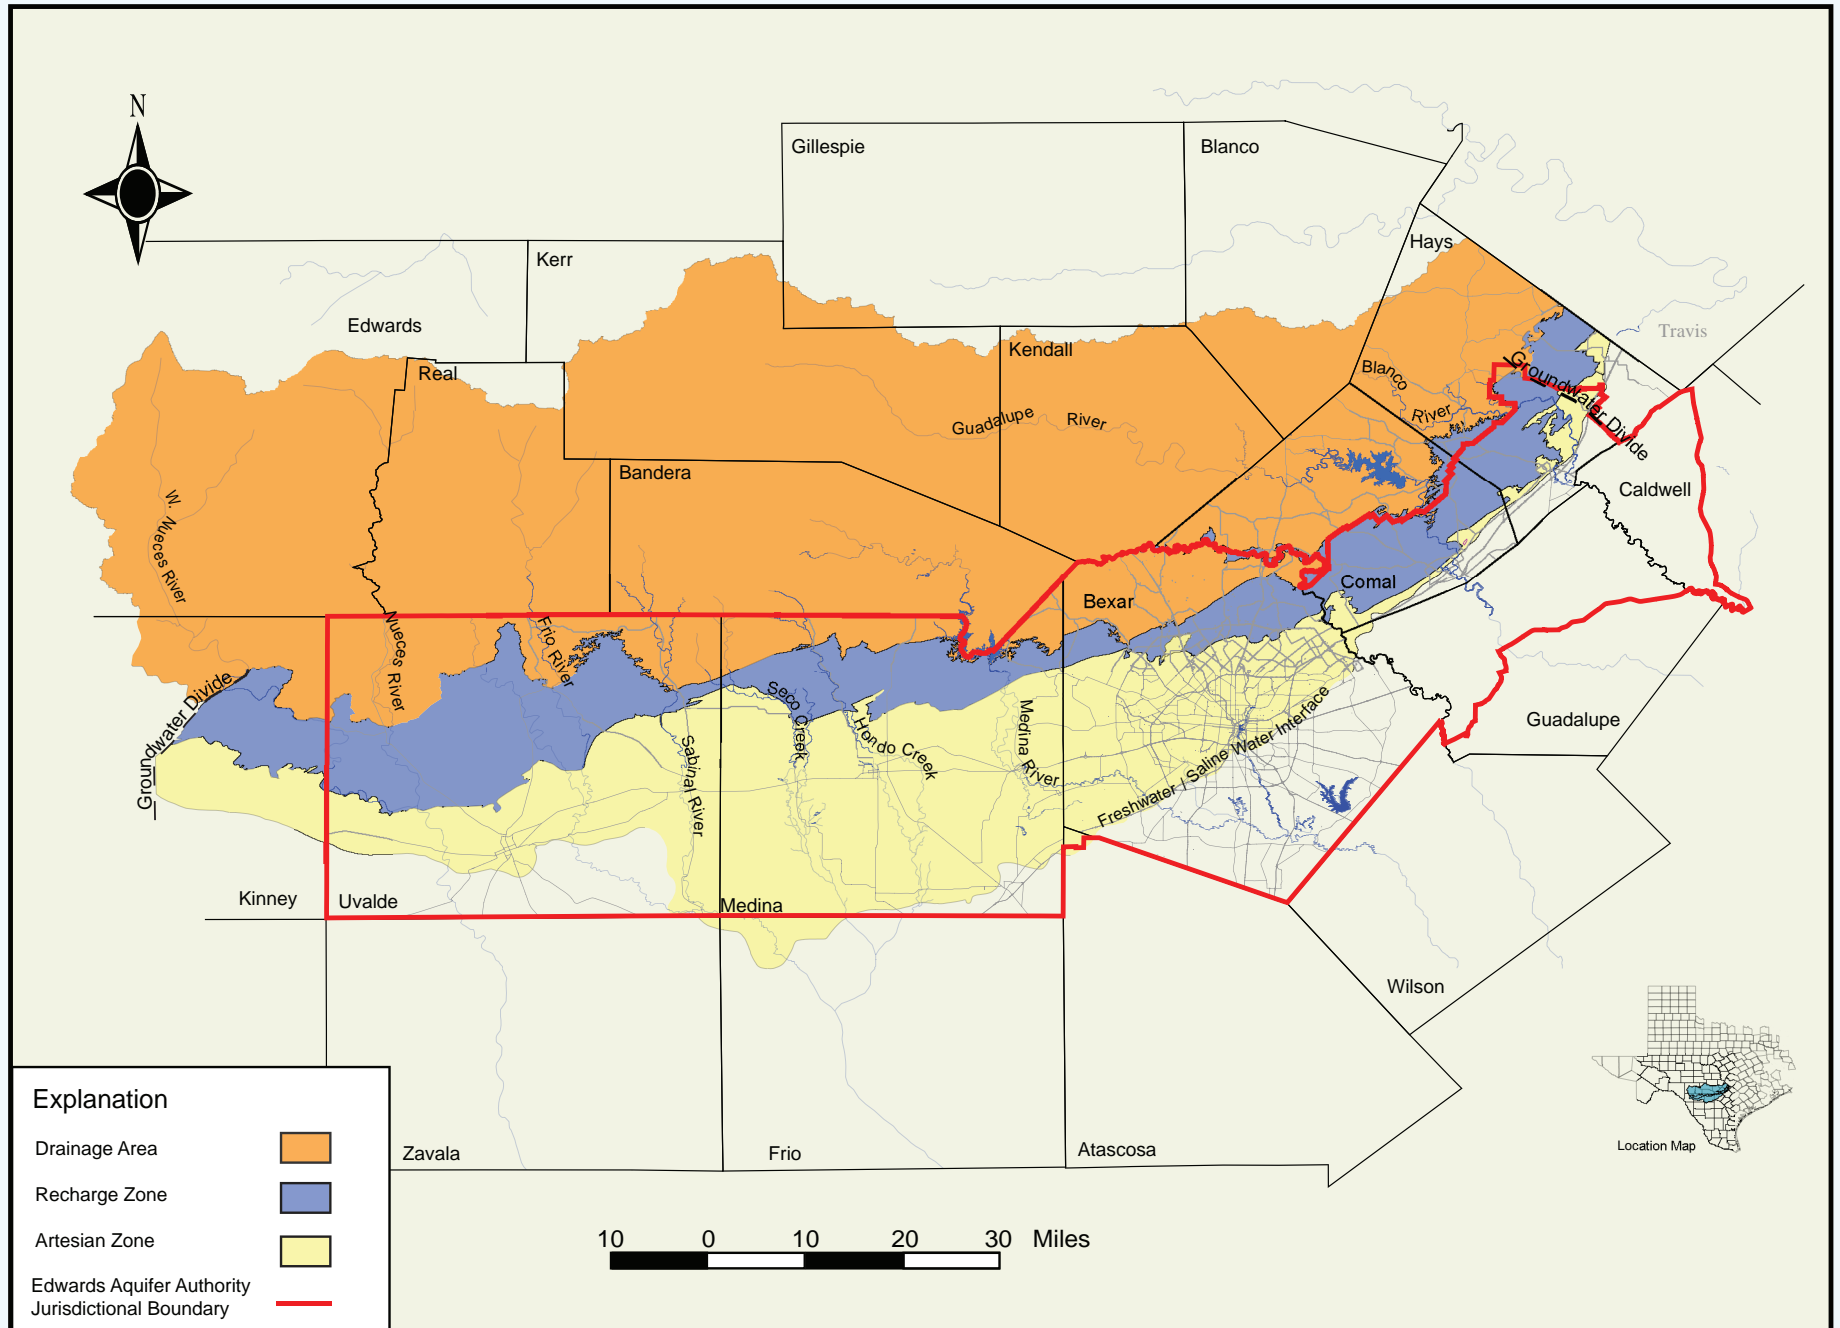 N
Gillespie
Blanco
Hays
Kerr
Edwards
Travis
Kendall
Real
Blanco
River
Groundwater Divide
Guadalupe
River
Bandera
Caldwell
W. Nueces River
Comal
Bexar
Nueces River
Frio River
Groundwater Divide
Seco Creek
Hondo Creek
Sabinal River
Medina
River
Freshwater / Saline Water Interface
Guadalupe
Kinney
Uvalde
Medina
Wilson
Zavala
Frio
Atascosa
Location Map
Explanation
Drainage Area
Recharge Zone
Artesian Zone
Edwards Aquifer Authority
Jurisdictional Boundary
10 0 10 20 30 Miles